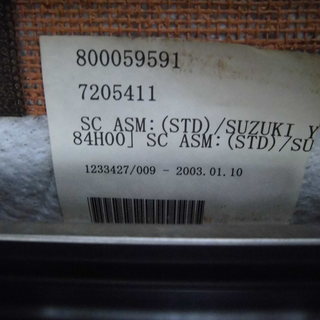 800059591
7205411
SC ASM:(STD)/SUZUKI Y
84H00] SC ASM:(STD)/SU
1233427/009 - 2003.01.10